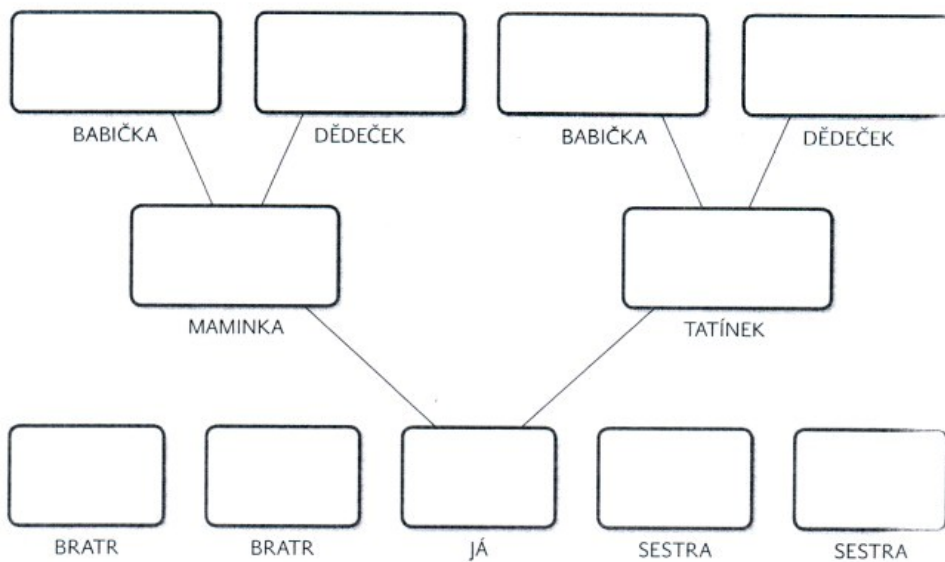 BABIČKA DĚDEČEK BABIČKA DĚDEČEK
MAMINKA TATÍNEK
BRATR BRATR JÁ SESTRA SESTRA